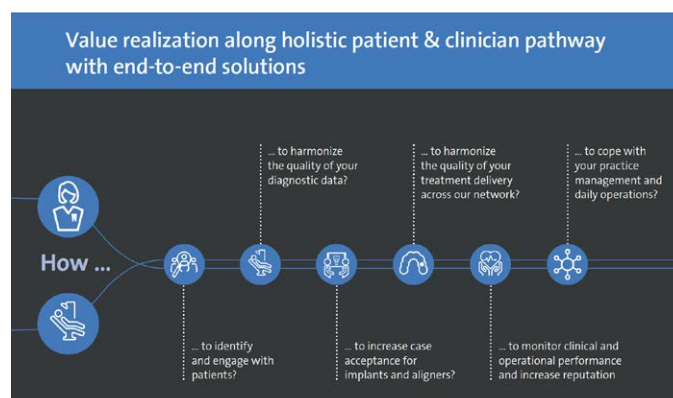 Value realization along holistic patient & clinician pathway
with end-to-end solutions
How ...
... to identify
and engage with
patients?
... to harmonize
the quality of your
diagnostic data?
... to increase case
acceptance for
implants and aligners?
... to harmonize
the quality of your
treatment delivery
across our network?
... to monitor clinical and
operational performance
and increase reputation
... to cope with
your practice
management and
daily operations?